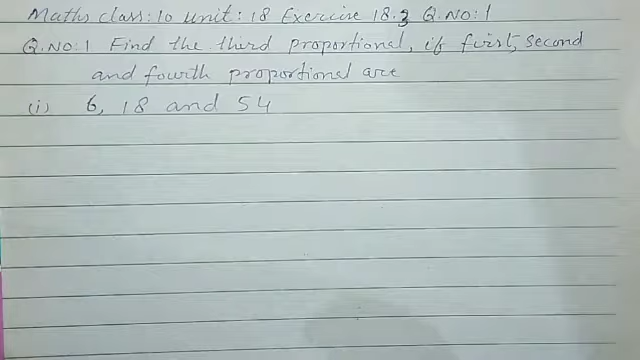 Maths class: 10 unit: 18 Exercise 18.3 Q.NO: 1
Q.NO: 1 Find the third proportional, if first, second
and fourth proportional are
(i) 6, 18 and 54